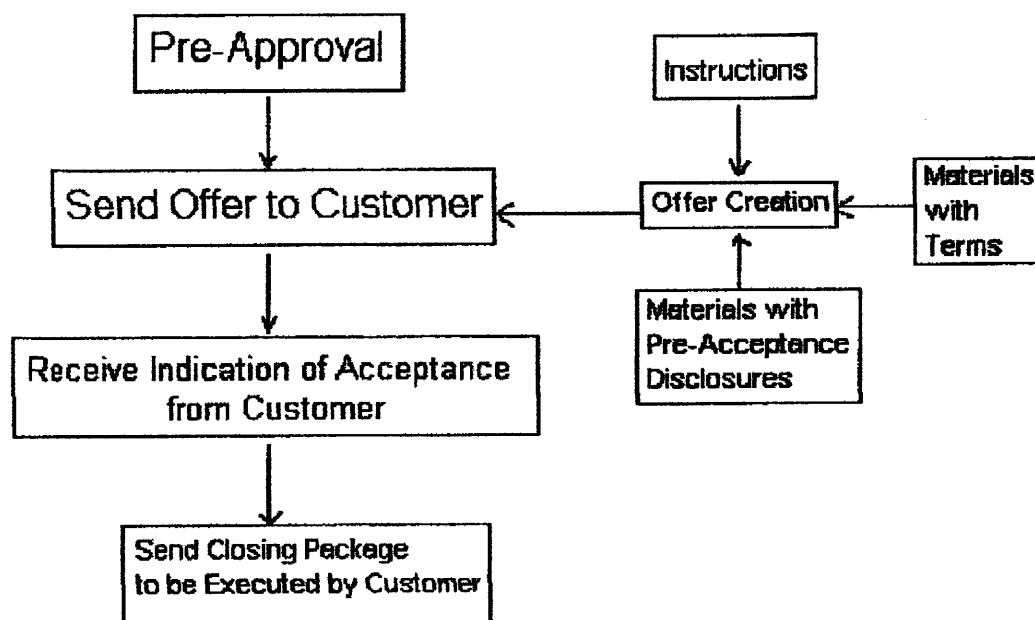 Pre-Approval
Instructions
Send Offer to Customer
Offer Creation
Materials
with
Terms
Materials with
Pre-Acceptance
Disclosures
Receive Indication of Acceptance
from Customer
Send Closing Package
to be Executed by Customer